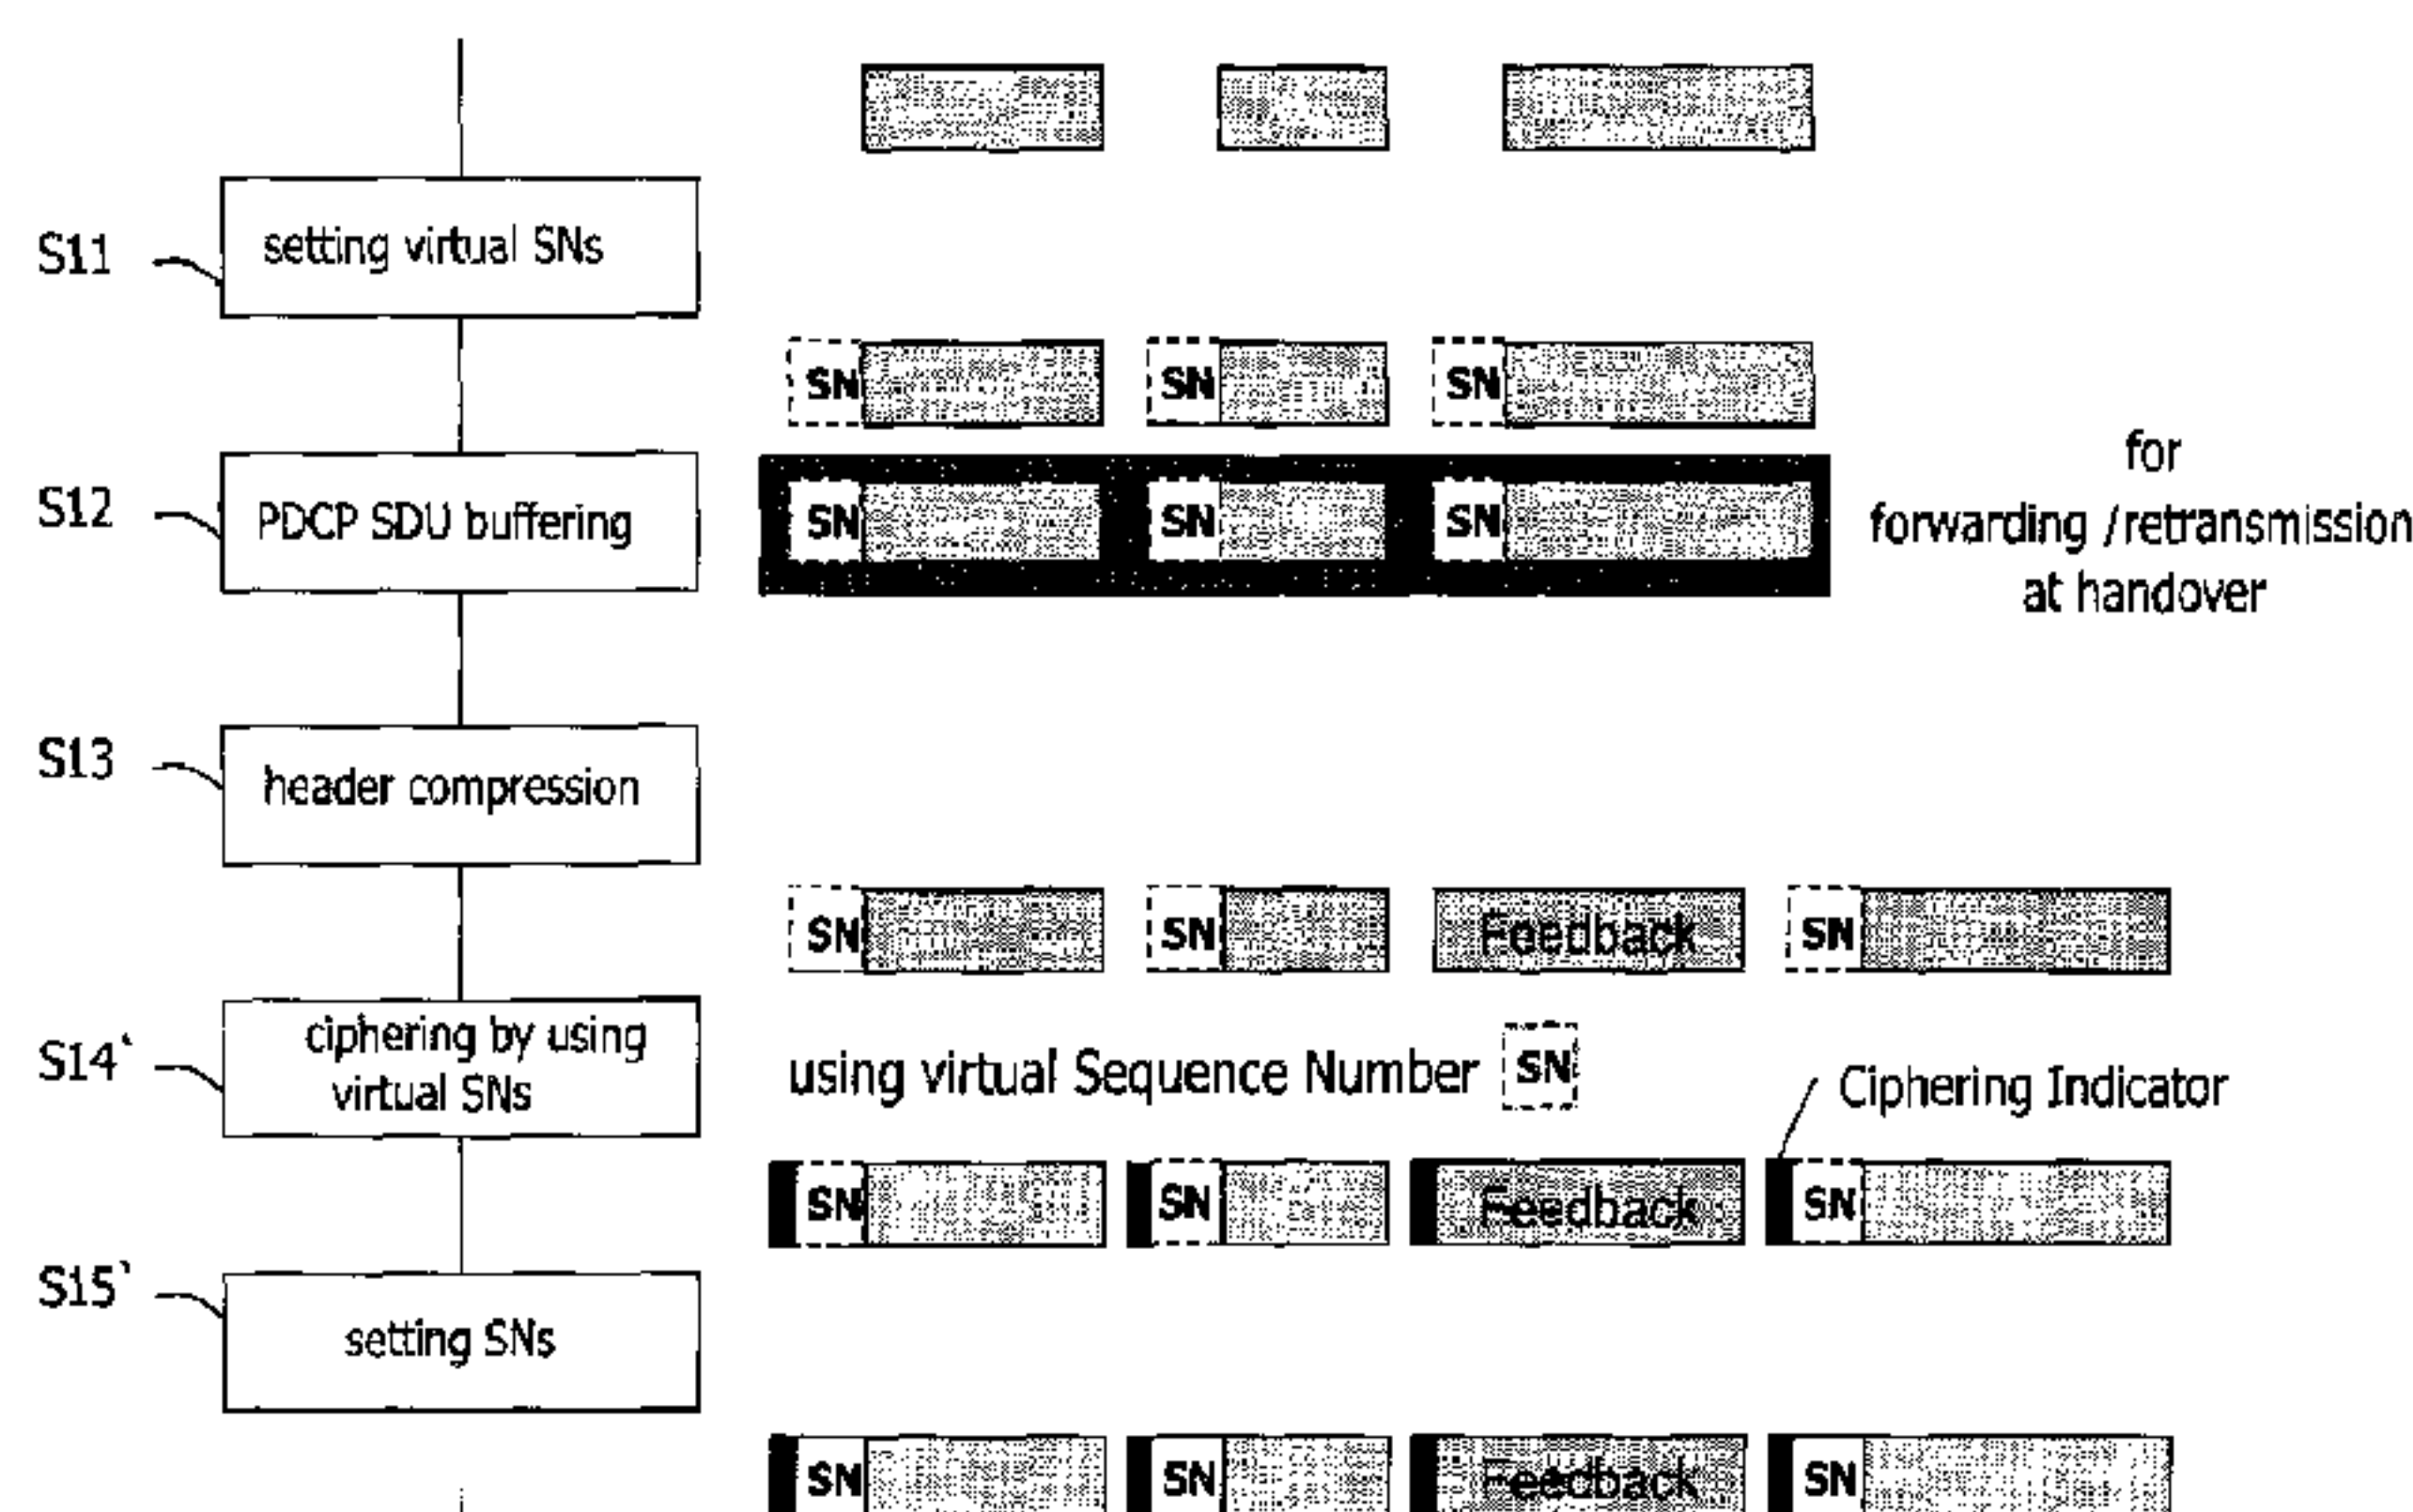 S11
setting virtual SNs
SN SN SN
for
S12
PDCP SDU buffering
SN SN SN
forwarding /retransmission
at handover
S13
header compression
SN SN Feedback SN
S14‘
ciphering by using
virtual SNs
using virtual Sequence Number SN
Ciphering Indicator
SN SN Feedback SN
S15`
setting SNs
SN SN Feedback SN